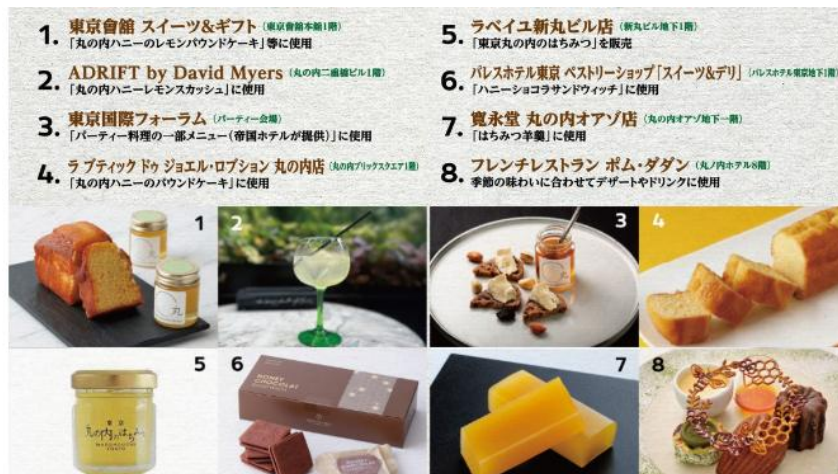 1. 東京會舘 スイーツ&ギフト (東京會舘本舘1階)
「丸の内ハニーのレモンパウンドケーキ」等に使用
2. ADRIFT by David Myers (丸の内二重橋ビル1階)
「丸の内ハニーレモンスカッシュ」に使用
3. 東京国際フォーラム (パーティー会場)
「パーティー料理の一部メニュー(帝国ホテルが提供)」に使用
4. ラ ブティック ドゥ ジョエル・ロブション 丸の内店 (丸の内ブリックスクエア1階)
「丸の内ハニーのパウンドケーキ」に使用
5. ラベイユ新丸ビル店 (新丸ビル地下1階)
「東京丸の内のはちみつ」を販売
6. パレスホテル東京 ペストリーショップ「スイーツ&デリ」 (パレスホテル東京地下1階)
「ハニーショコラサンドウィッチ」に使用
7. 寛永堂 丸の内オアゾ店 (丸の内オアゾ地下一階)
「はちみつ羊羹」に使用
8. フレンチレストラン ポム・ダダン (丸ノ内ホテル8階)
季節の味わいに合わせてデザートやドリンクに使用
1
2
3
4
丸
5
東京
丸の内のはちみつ
6
HONEY
CHOCOLAT
7
8